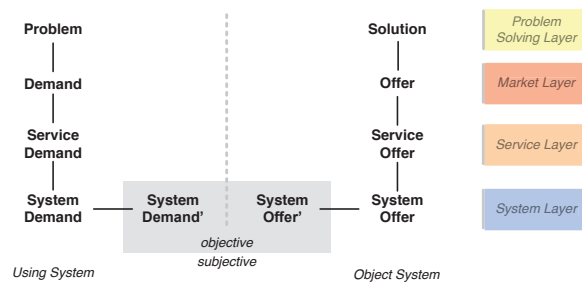 Problem
Solution
Problem
Solving Layer
Demand
Offer
Market Layer
Service
Demand
Service
Offer
Service Layer
System
Demand
System
Demand'
System
Offer'
System
Offer
System Layer
objective
subjective
Using System
Object System